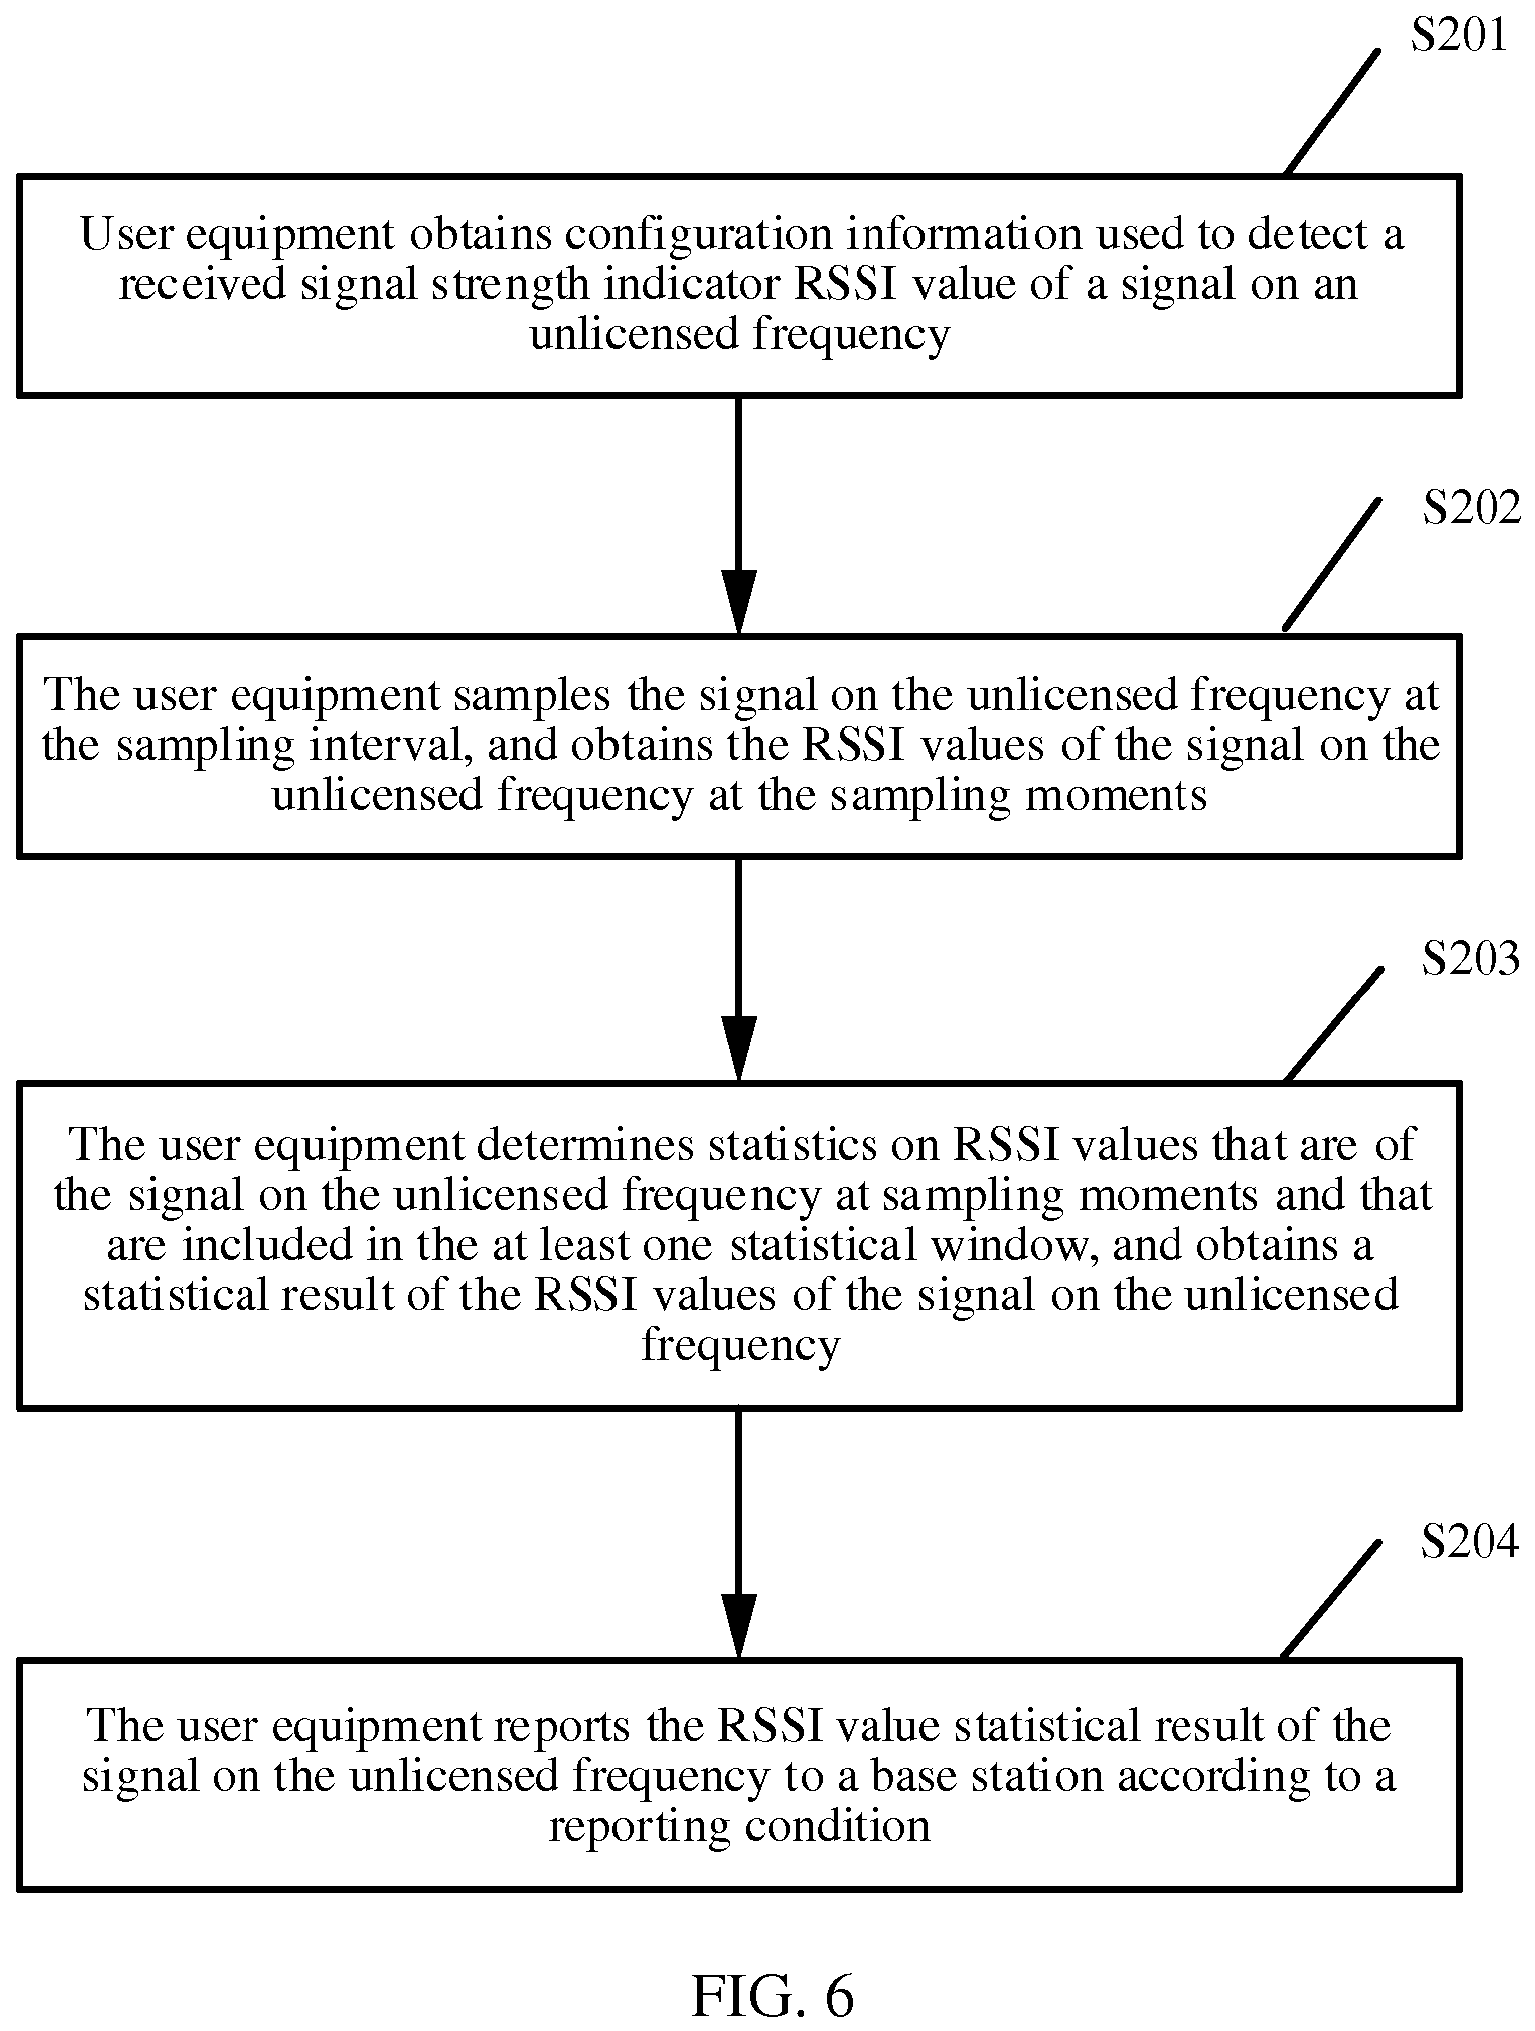 S201
User equipment obtains configuration information used to detect a
received signal strength indicator RSSI value of a signal on an
unlicensed frequency
S202
The user equipment samples the signal on the unlicensed frequency at
the sampling interval, and obtains the RSSI values of the signal on the
unlicensed frequency at the sampling moments
S203
The user equipment determines statistics on RSSI values that are of
the signal on the unlicensed frequency at sampling moments and that
are included in the at least one statistical window, and obtains a
statistical result of the RSSI values of the signal on the unlicensed
frequency
S204
The user equipment reports the RSSI value statistical result of the
signal on the unlicensed frequency to a base station according to a
reporting condition
FIG. 6